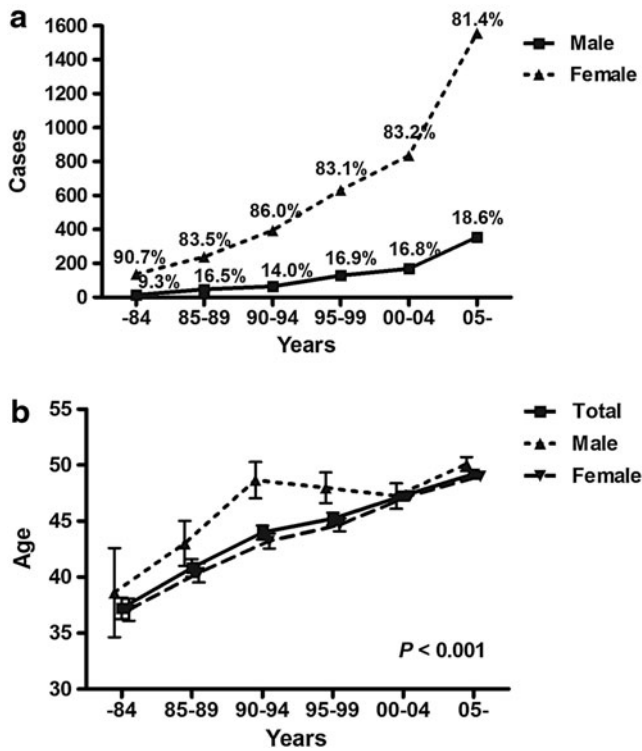 a
1600
1400
1200
1000
800
600
400
200
0
Cases
90.7%
83.5%
86.0%
83.1%
83.2%
81.4%
9.3%
16.5%
14.0%
16.9%
16.8%
18.6%
-84 85-89 90-94 95-99 00-04 05-
Years
Male
Female
b
55
50
45
40
35
30
Age
P < 0.001
-84 85-89 90-94 95-99 00-04 05-
Years
Total
Male
Female